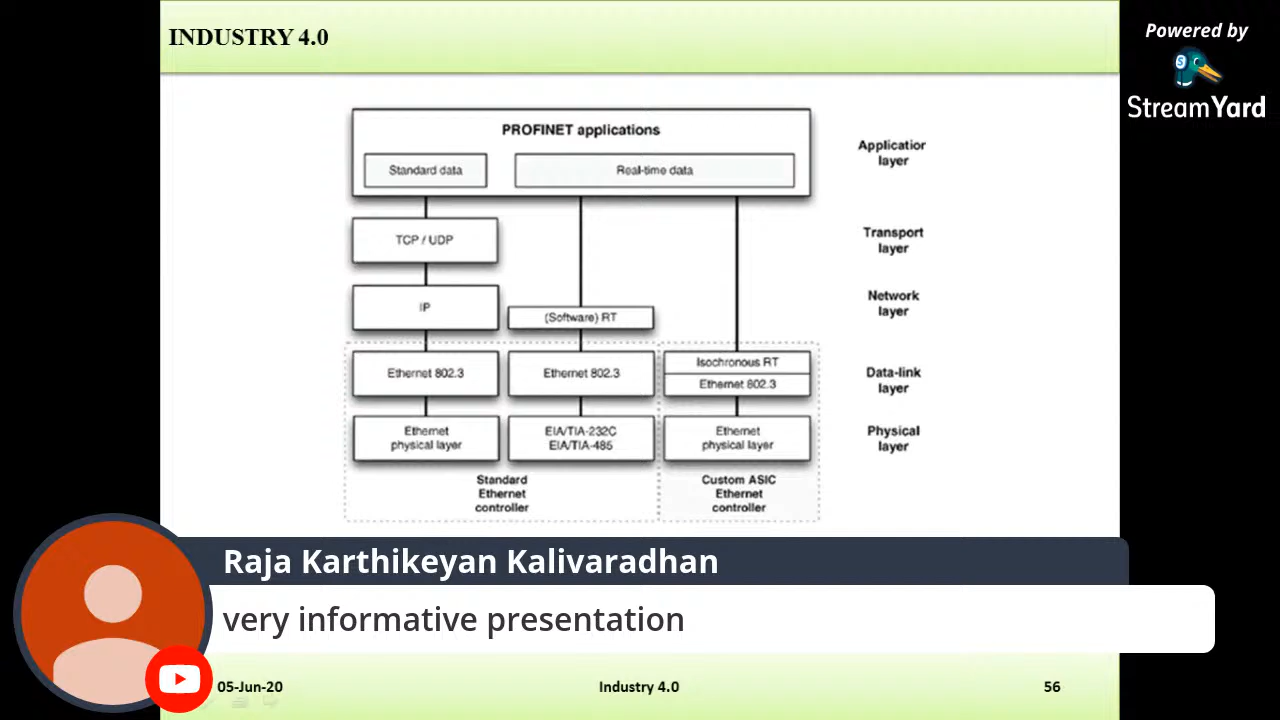 INDUSTRY 4.0
Powered by
StreamYard
PROFINET applications
Standard data
Real-time data
Applicatior
layer
TCP / UDP
Transport
layer
IP
(Software) RT
Network
layer
Ethernet 802.3
Ethernet 802.3
Isochronous RT
Ethernet 802.3
Data-link
layer
Ethernet
physical layer
EIA/TIA-232C
EIA/TIA-485
Ethernet
physical layer
Physical
layer
Standard
Ethernet
controller
Custom ASIC
Ethernet
controller
Raja Karthikeyan Kalivaradhan
very informative presentation
05-Jun-20
Industry 4.0
56